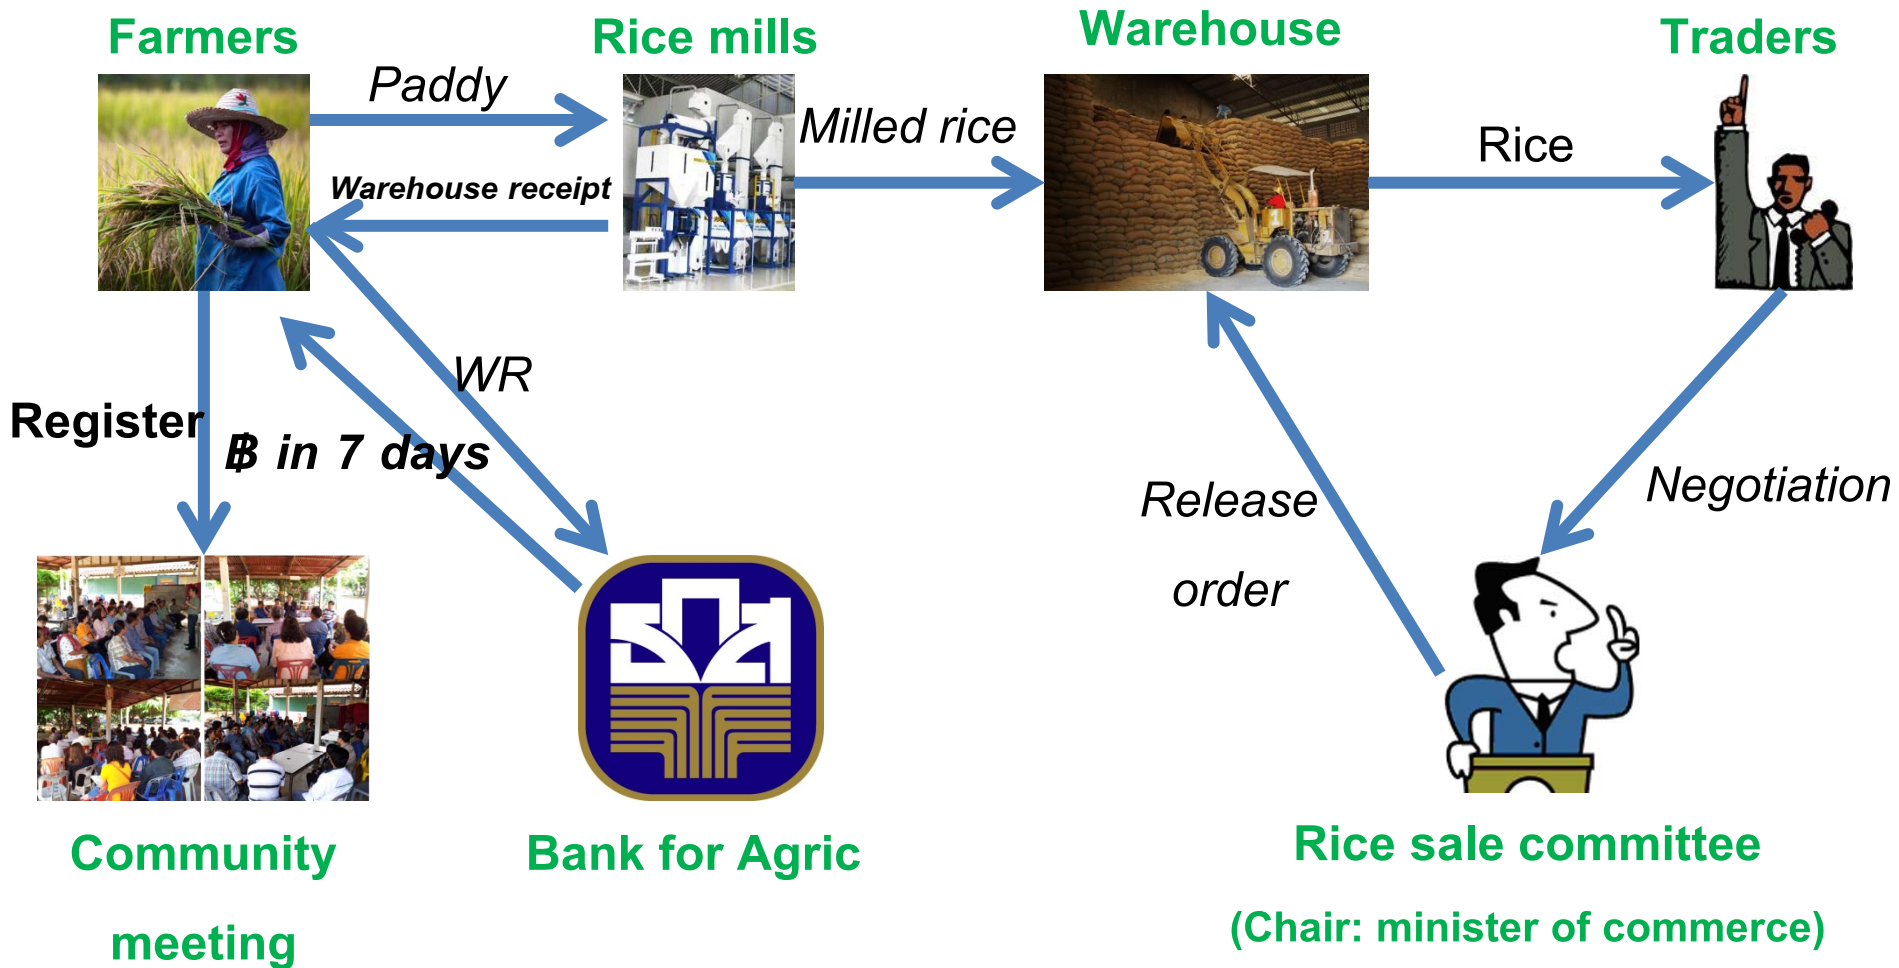 Farmers
Rice mills
Warehouse
Traders
Paddy
Milled rice
Rice
Warehouse receipt
WR
Register
฿ in 7 days
Release
order
Negotiation
Community
meeting
Bank for Agric
Rice sale committee
(Chair: minister of commerce)